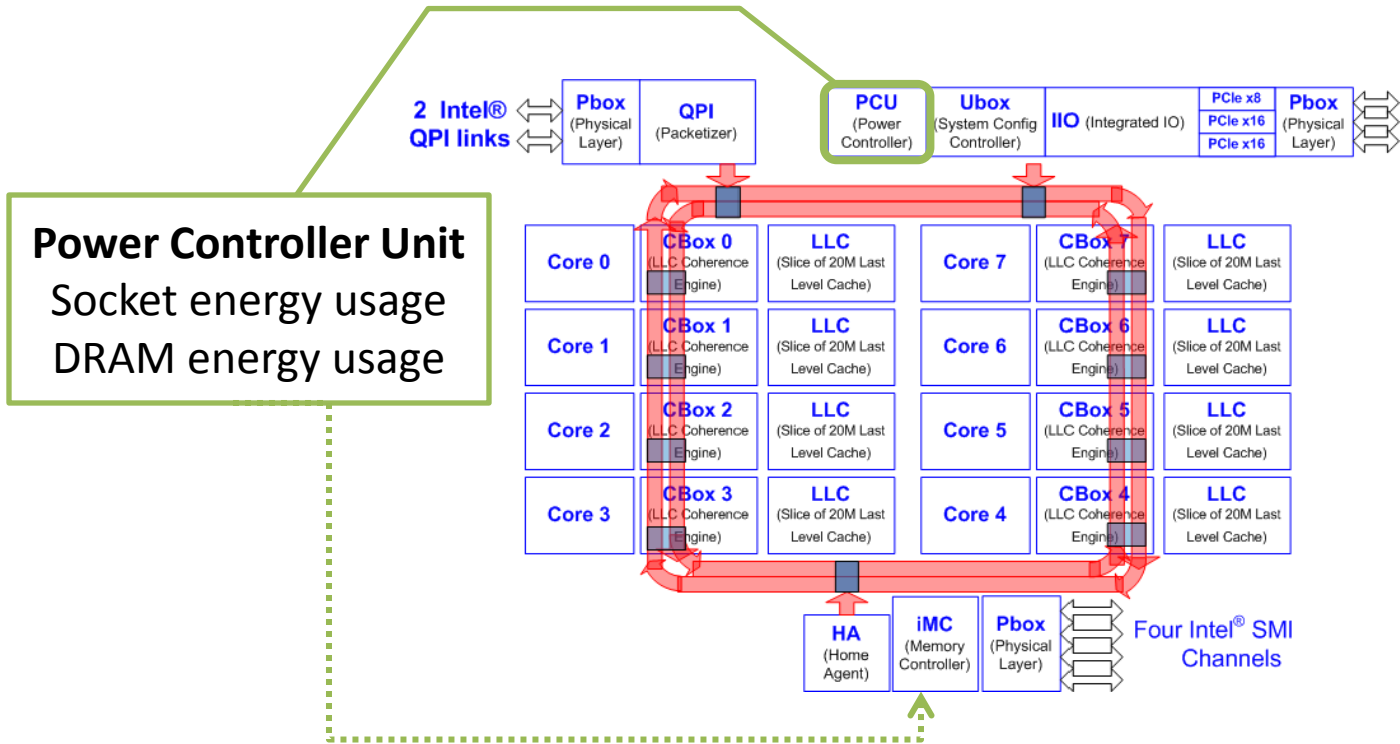 2 Intel®
QPI links
Pbox
(Physical
Layer)
QPI
(Packetizer)
PCU
(Power
Controller)
Ubox
(System Config
Controller)
IIO (Integrated IO)
PCIe x8
PCIe x16
PCIe x16
Pbox
(Physical
Layer)
Power Controller Unit
Socket energy usage
DRAM energy usage
Core 0
CBox 0
(LLC Coherence
Engine)
LLC
(Slice of 20M Last
Level Cache)
Core 7
CBox 7
(LLC Coherence
Engine)
LLC
(Slice of 20M Last
Level Cache)
Core 1
CBox 1
(LLC Coherence
Engine)
LLC
(Slice of 20M Last
Level Cache)
Core 6
CBox 6
(LLC Coherence
Engine)
LLC
(Slice of 20M Last
Level Cache)
Core 2
CBox 2
(LLC Coherence
Engine)
LLC
(Slice of 20M Last
Level Cache)
Core 5
CBox 5
(LLC Coherence
Engine)
LLC
(Slice of 20M Last
Level Cache)
Core 3
CBox 3
(LLC Coherence
Engine)
LLC
(Slice of 20M Last
Level Cache)
Core 4
CBox 4
(LLC Coherence
Engine)
LLC
(Slice of 20M Last
Level Cache)
HA
(Home
Agent)
iMC
(Memory
Controller)
Pbox
(Physical
Layer)
Four Intel® SMI
Channels